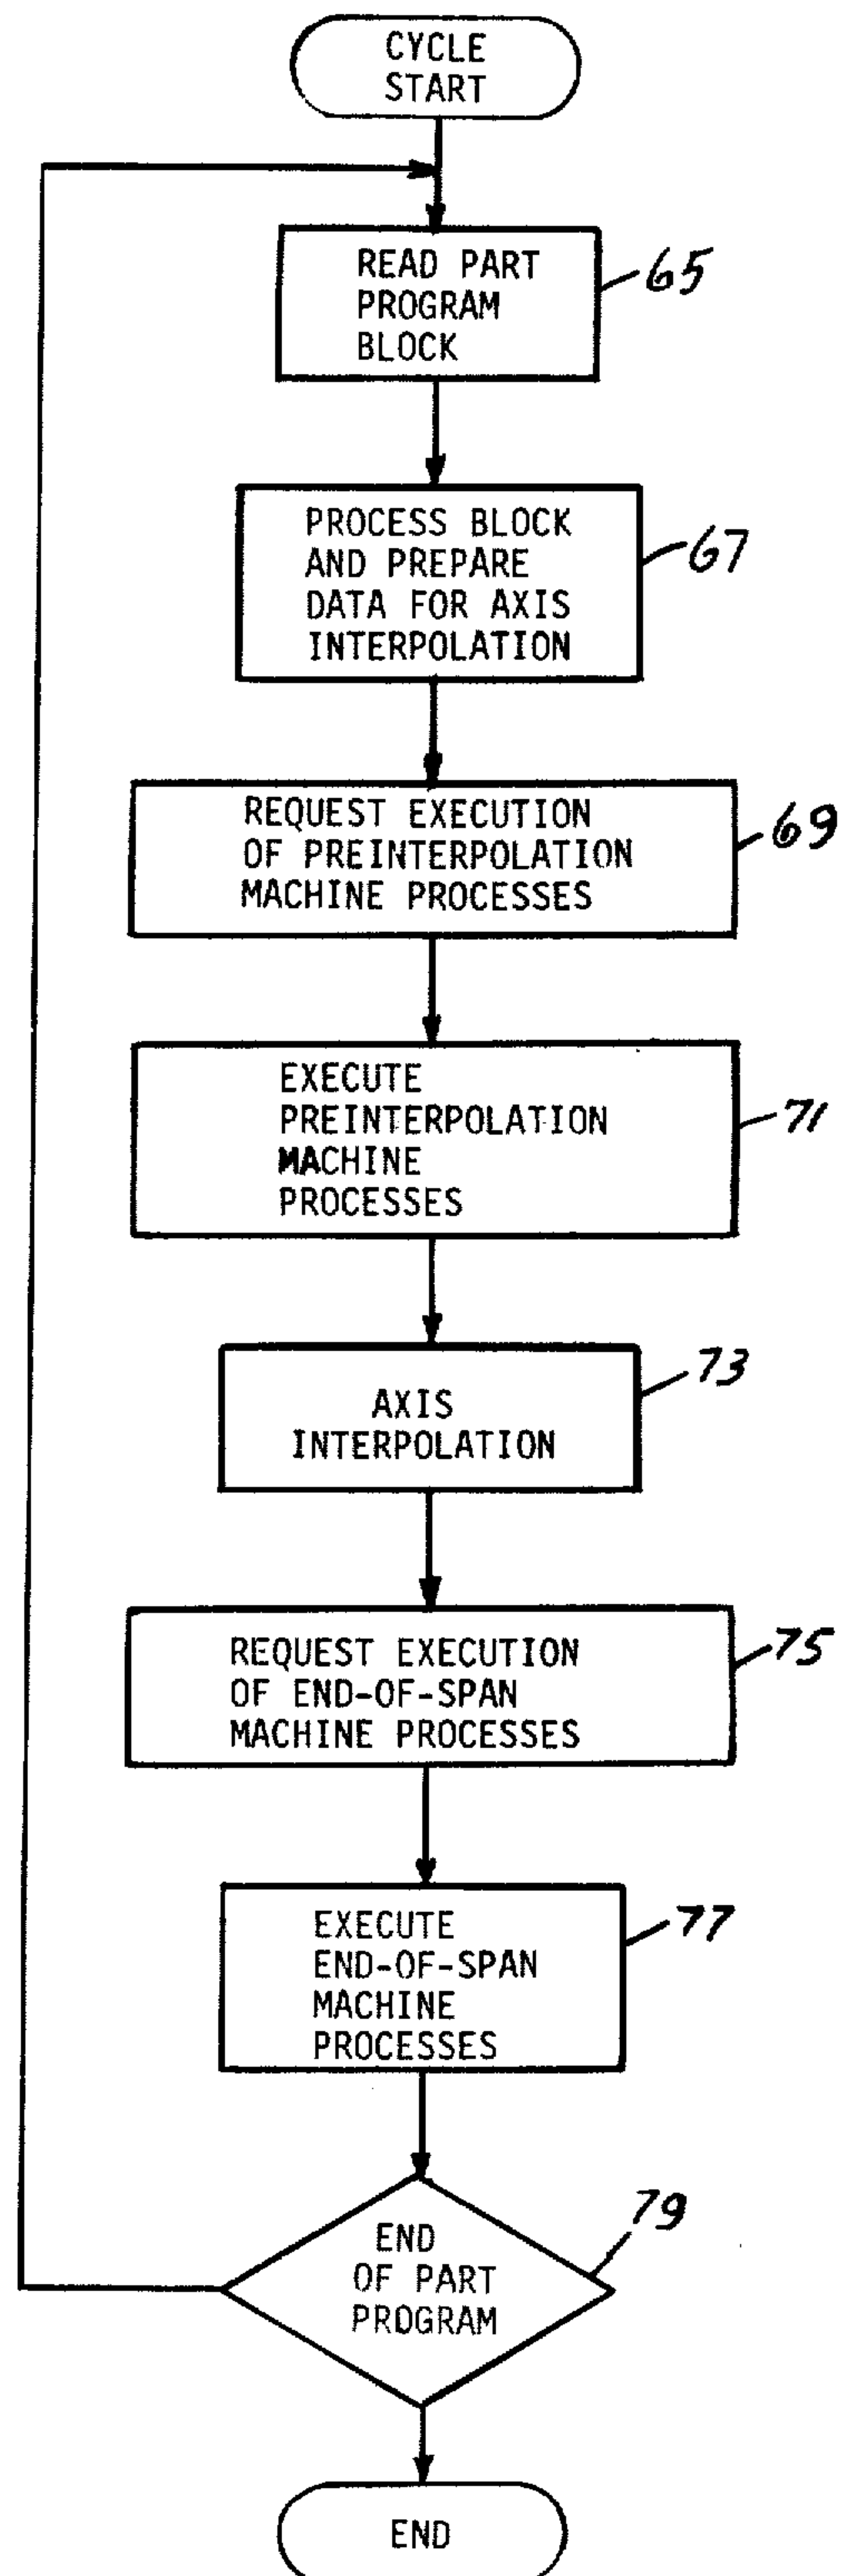 CYCLE
START
READ PART
PROGRAM
BLOCK
65
PROCESS BLOCK
AND PREPARE
DATA FOR AXIS
INTERPOLATION
67
REQUEST EXECUTION
OF PREINTERPOLATION
MACHINE PROCESSES
69
EXECUTE
PREINTERPOLATION
MACHINE
PROCESSES
71
AXIS
INTERPOLATION
73
REQUEST EXECUTION
OF END-OF-SPAN
MACHINE PROCESSES
75
EXECUTE
END-OF-SPAN
MACHINE
PROCESSES
77
END
OF PART
PROGRAM
79
END